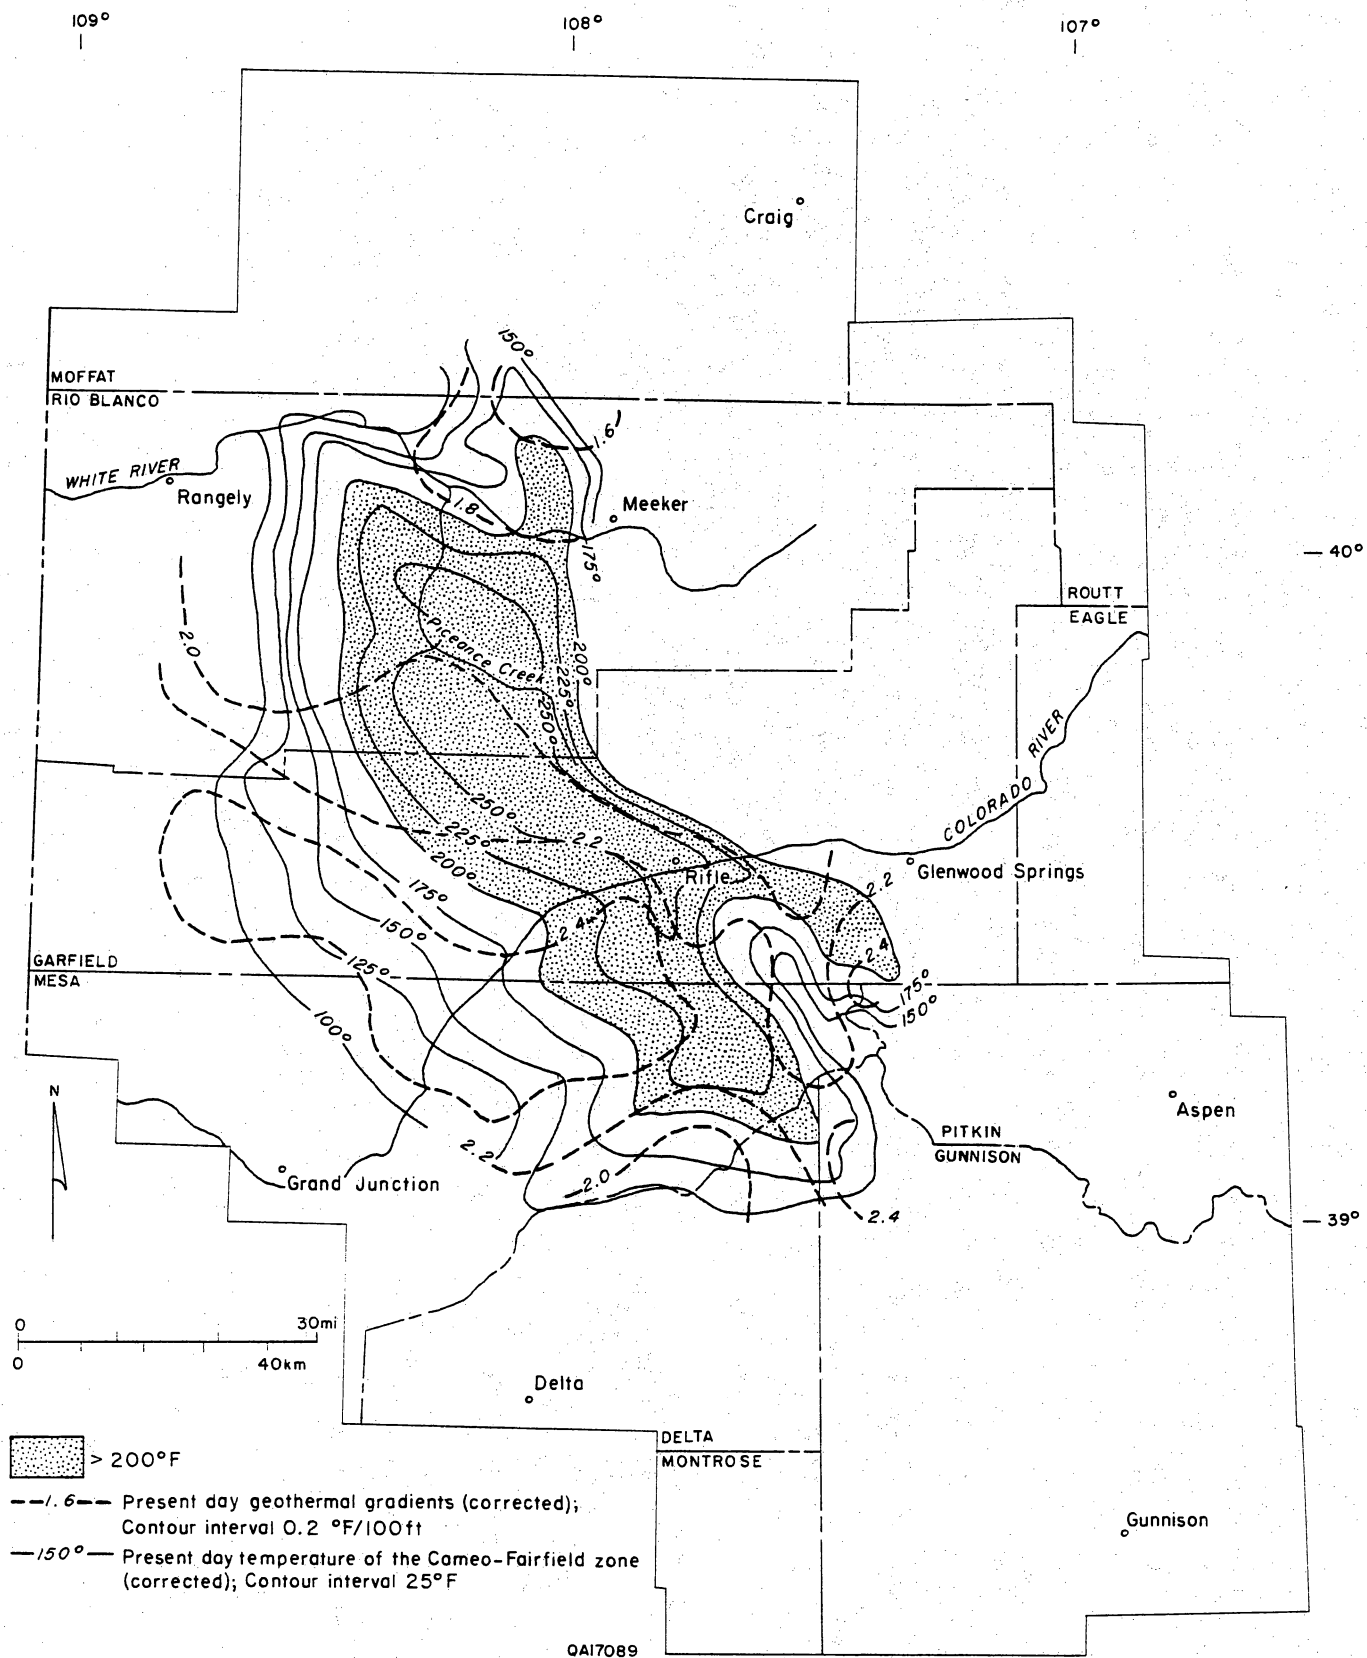 109°
108°
107°
Craig
150°
MOFFAT
RIO BLANCO
1.6
WHITE RIVER
Rangely
1.8
Meeker
175°
40°
ROUTT
EAGLE
2.0
Piceance Creek
200°
225°
250°
COLORADO RIVER
250°
225°
2.2
200°
Rifle
Glenwood Springs
2.2
175°
150°
2.4
2.4
125°
GARFIELD
MESA
175°
150°
100°
N
Aspen
PITKIN
GUNNISON
2.2
2.0
Grand Junction
2.4
39°
0
30mi
0
40km
Delta
DELTA
MONTROSE
> 200°F
1.6
Present day geothermal gradients (corrected);
Contour interval 0.2 °F/100ft
Gunnison
150°
Present day temperature of the Cameo-Fairfield zone
(corrected); Contour interval 25°F
QA17089